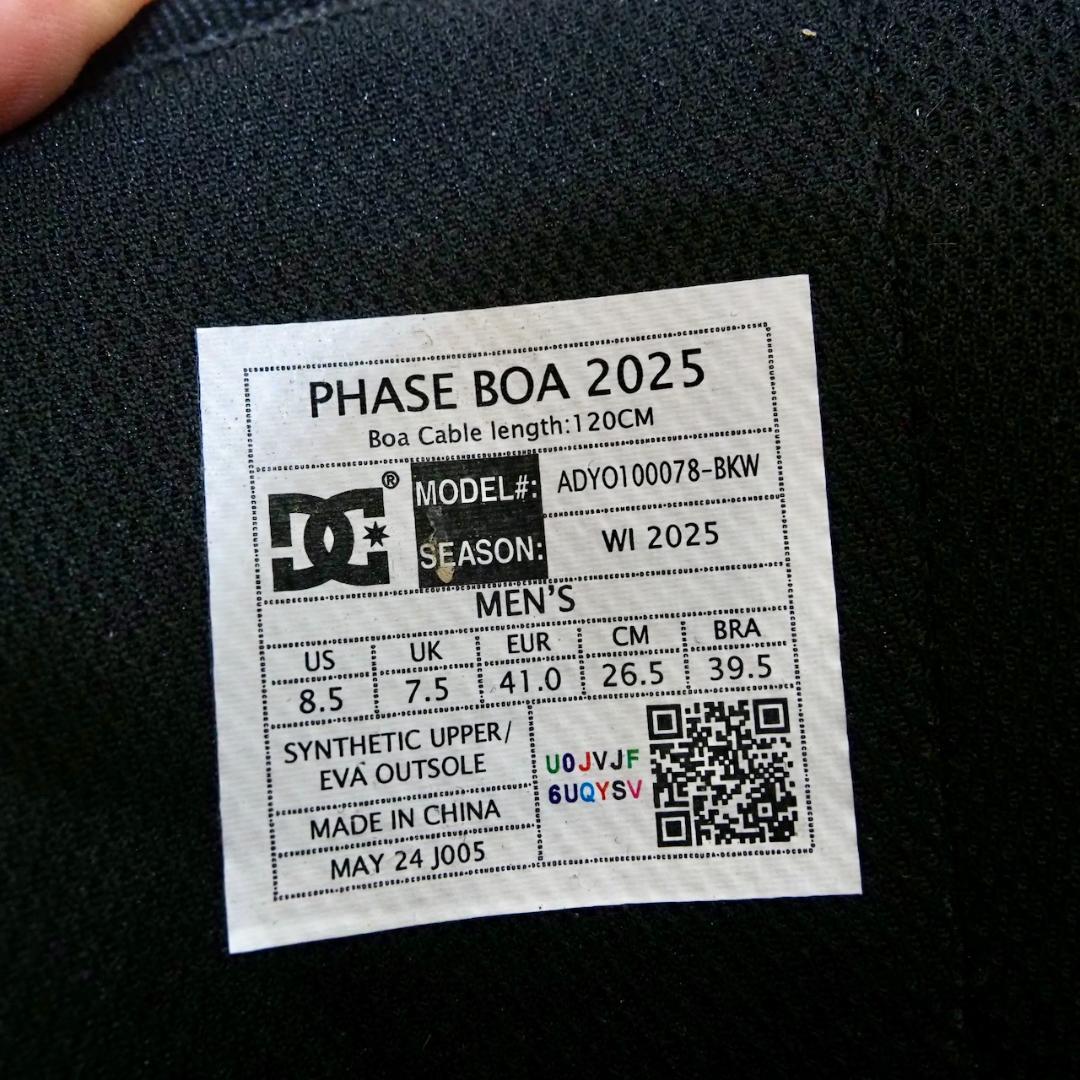 PHASE BOA 2025
Boa Cable length:120CM
DC®
MODEL#: ADYO100078-BKW
SEASON: WI 2025
MEN'S
US UK EUR CM BRA
8.5 7.5 41.0 26.5 39.5
SYNTHETIC UPPER/
EVA OUTSOLE
MADE IN CHINA
MAY 24 J005
U0JVJF
6UQYSV